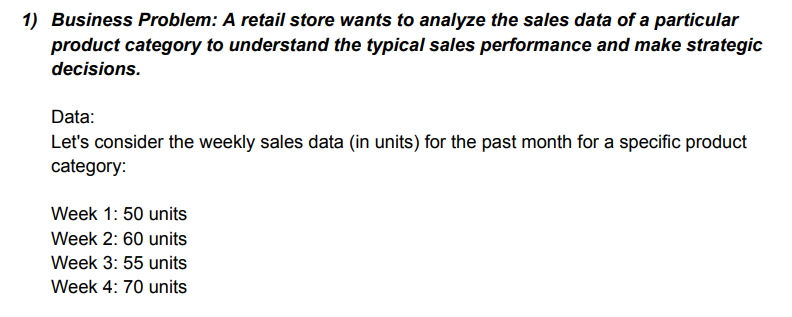 1) Business Problem: A retail store wants to analyze the sales data of a particular
product category to understand the typical sales performance and make strategic
decisions.
Data:
Let's consider the weekly sales data (in units) for the past month for a specific product
category:
Week 1: 50 units
Week 2: 60 units
Week 3: 55 units
Week 4: 70 units